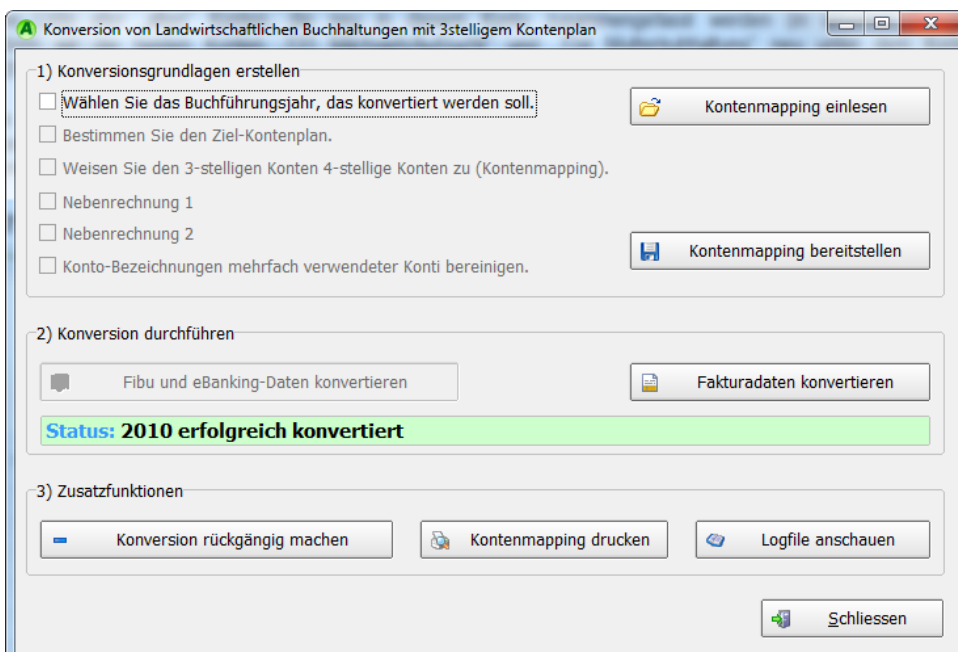 Konversion von Landwirtschaftlichen Buchhaltungen mit 3stelligem Kontenplan
1) Konversionsgrundlagen erstellen
Wählen Sie das Buchführungsjahr, das konvertiert werden soll.
Kontenmapping einlesen
Bestimmen Sie den Ziel-Kontenplan.
Weisen Sie den 3-stelligen Konten 4-stellige Konten zu (Kontenmapping).
Nebenrechnung 1
Nebenrechnung 2
Kontenmapping bereitstellen
Konto-Bezeichnungen mehrfach verwendeter Konti bereinigen.
2) Konversion durchführen
Fibu und eBanking-Daten konvertieren
Fakturadaten konvertieren
Status: 2010 erfolgreich konvertiert
3) Zusatzfunktionen
Konversion rückgängig machen
Kontenmapping drucken
Logfile anschauen
Schliessen